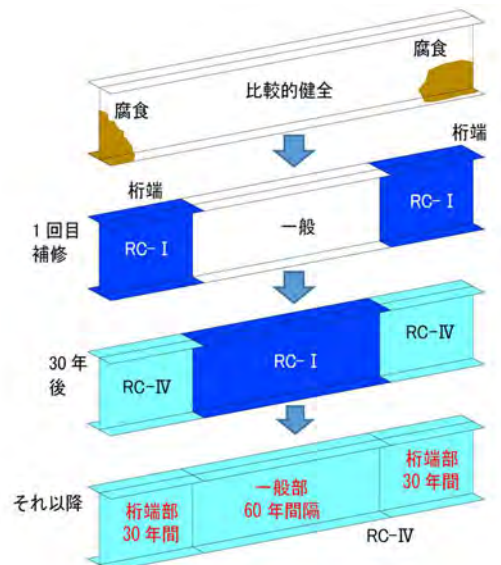 腐食
比較的健全
腐食
桁端
桁端
1回目
補修
RC-Ⅰ
一般
RC-Ⅰ
30年
後
RC-Ⅳ
RC-Ⅰ
RC-Ⅳ
それ以降
桁端部
30年間
一般部
60年間隔
桁端部
30年間
RC-Ⅳ